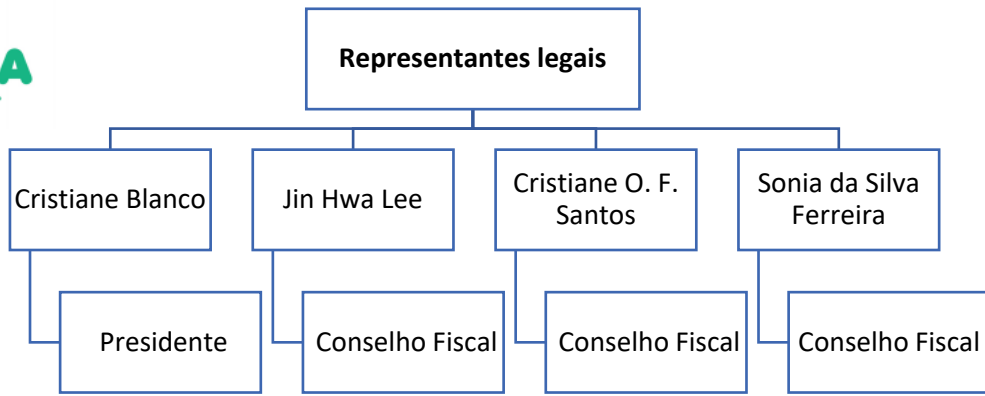 A
Representantes legais
Cristiane Blanco
Jin Hwa Lee
Cristiane O. F.
Santos
Sonia da Silva
Ferreira
Presidente
Conselho Fiscal
Conselho Fiscal
Conselho Fiscal